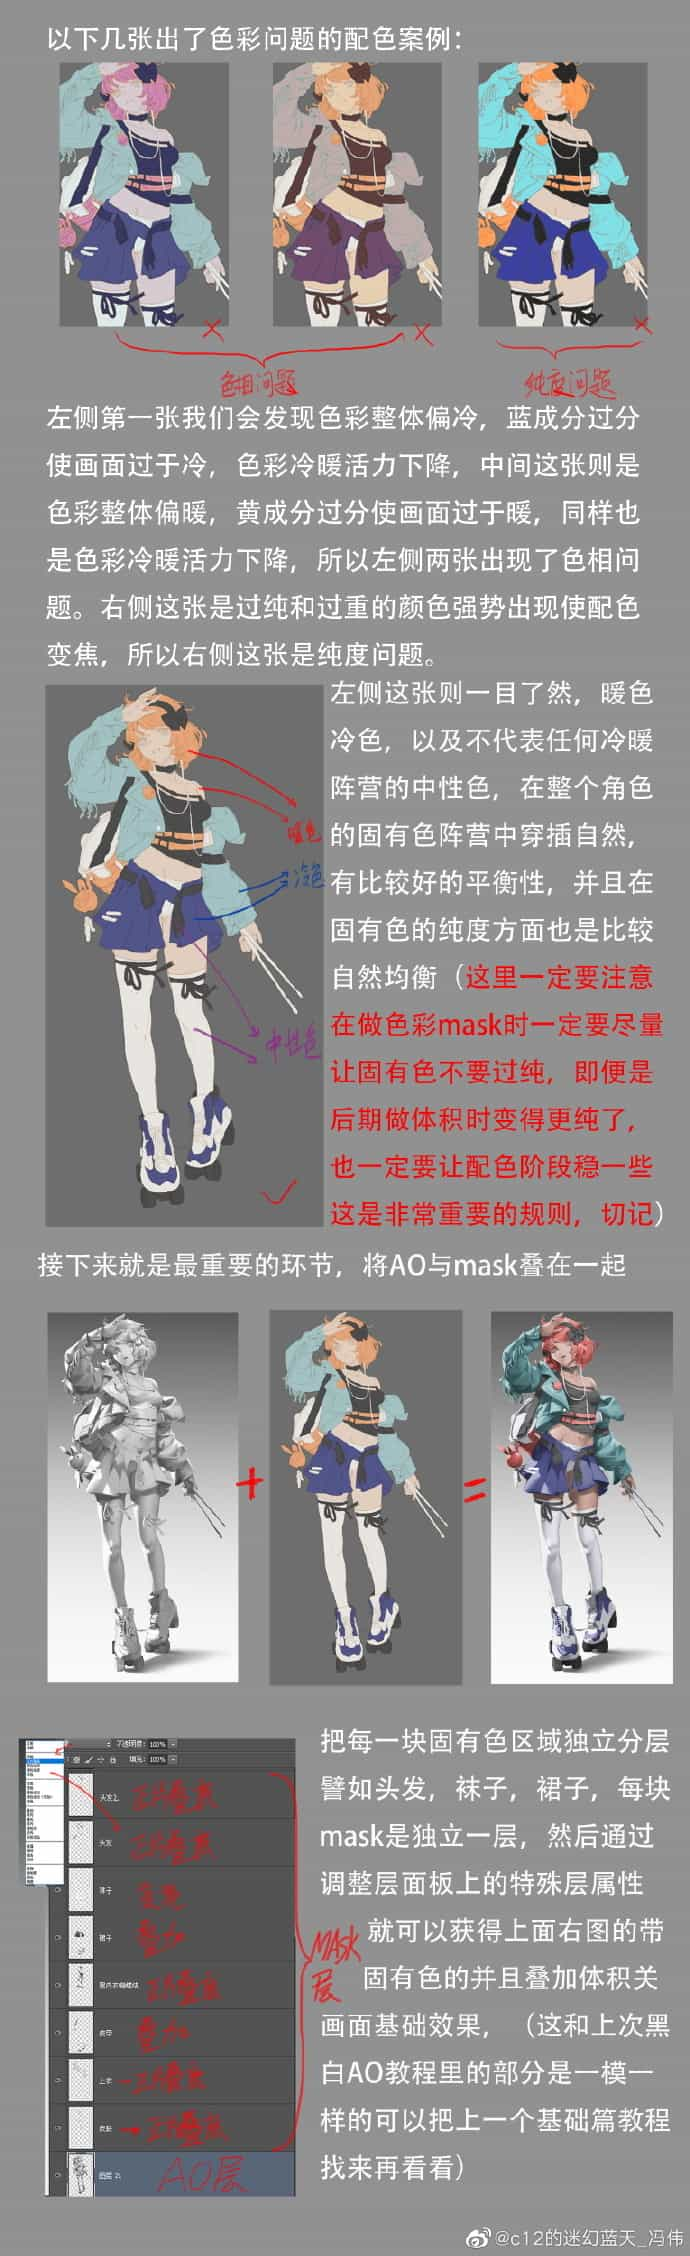 以下几张出了色彩问题的配色案例：
色相问题
纯度问题
左侧第一张我们会发现色彩整体偏冷，蓝成分过分
使画面过于冷，色彩冷暖活力下降，中间这张则是
色彩整体偏暖，黄成分过分使画面过于暖，同样也
是色彩冷暖活力下降，所以左侧两张出现了色相问
题。右侧这张是过纯和过重的颜色强势出现使配色
变焦，所以右侧这张是纯度问题。
左侧这张则一目了然，暖色
冷色，以及不代表任何冷暖
阵营的中性色，在整个角色
的固有色阵营中穿插自然，
有比较好的平衡性，并且在
固有色的纯度方面也是比较
自然均衡（这里一定要注意
在做色彩mask时一定要尽量
让固有色不要过纯，即便是
后期做体积时变得更纯了，
也一定要让配色阶段稳一些
这是非常重要的规则，切记）
暖色
冷色
中性色
接下来就是最重要的环节，将AO与mask叠在一起
+
=
把每一块固有色区域独立分层
譬如头发，袜子，裙子，每块
mask是独立一层，然后通过
调整层面板上的特殊层属性
就可以获得上面右图的带
固有色的并且叠加体积关
画面基础效果，（这和上次黑
白AO教程里的部分是一模一
样的可以把上一个基础篇教程
找来再看看）
不透明度： 100%
填充： 100%
头发2
正片叠底
头发
正片叠底
袜子
裙子
叠加
正片叠底
叠加
上衣
正片叠底
正片叠底
MASK
层
AO层
@c12的迷幻蓝天_冯伟